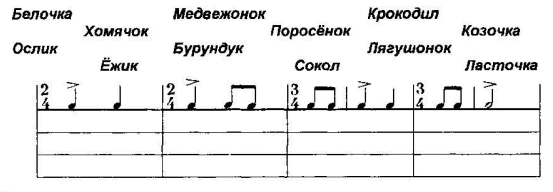 Белочка Медвежонок Крокодил
Хомячок Поросёнок Козочка
Ослик Бурундук Лягушонок
Ёжик Сокол Ласточка
2 4 2 4 3 4 3 4